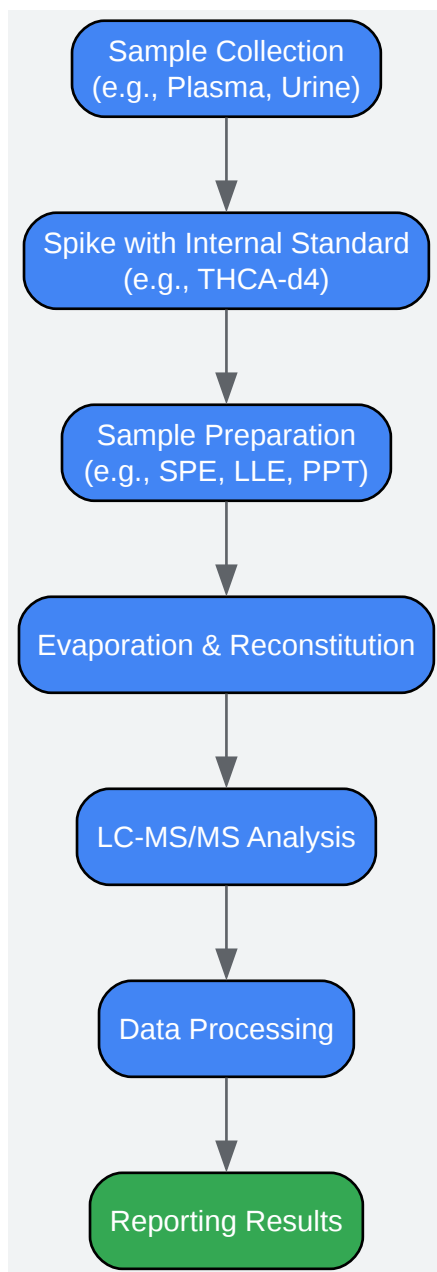 Sample Collection
(e.g., Plasma, Urine)
Spike with Internal Standard
(e.g., THCA-d4)
Sample Preparation
(e.g., SPE, LLE, PPT)
Evaporation & Reconstitution
LC-MS/MS Analysis
Data Processing
Reporting Results